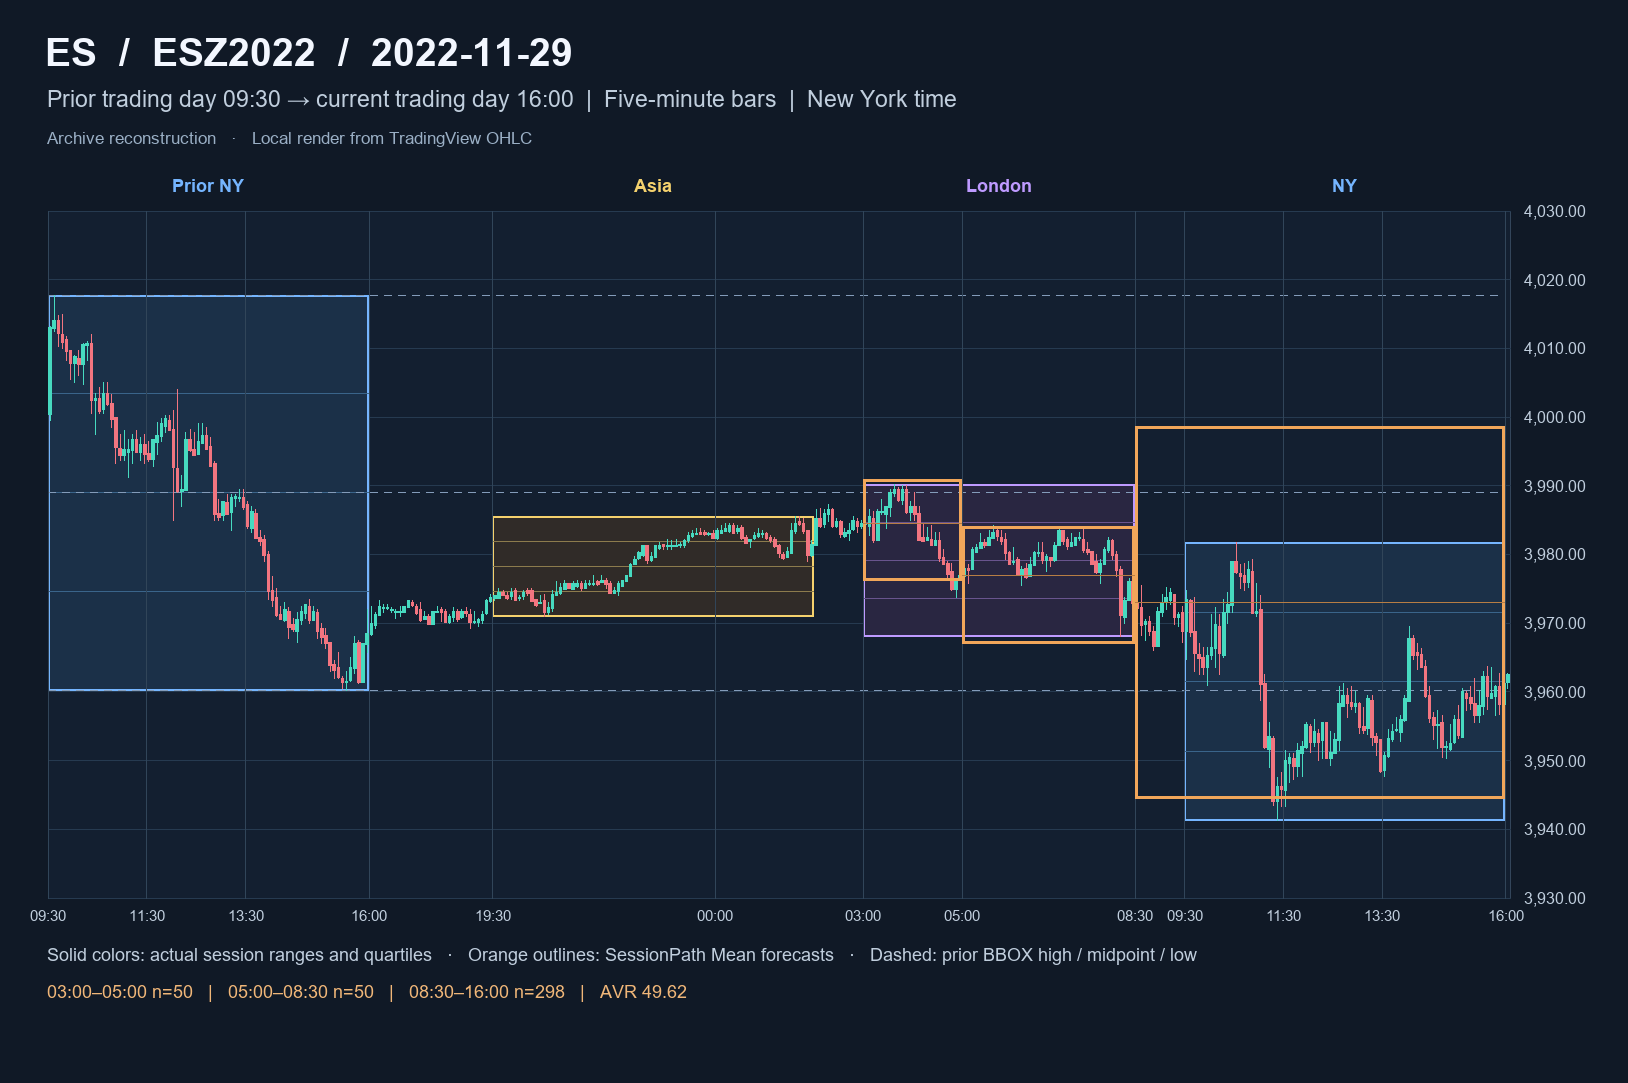 ES / ESZ2022 / 2022-11-29
Prior trading day 09:30 → current trading day 16:00 | Five-minute bars | New York time
Archive reconstruction · Local render from TradingView OHLC
Prior NY Asia London NY
4,030.00
4,020.00
4,010.00
4,000.00
3,990.00
3,980.00
3,970.00
3,960.00
3,950.00
3,940.00
3,930.00
09:30 11:30 13:30 16:00 19:30 00:00 03:00 05:00 08:30 09:30 11:30 13:30 16:00
Solid colors: actual session ranges and quartiles · Orange outlines: SessionPath Mean forecasts · Dashed: prior BBOX high / midpoint / low
03:00–05:00 n=50 | 05:00–08:30 n=50 | 08:30–16:00 n=298 | AVR 49.62